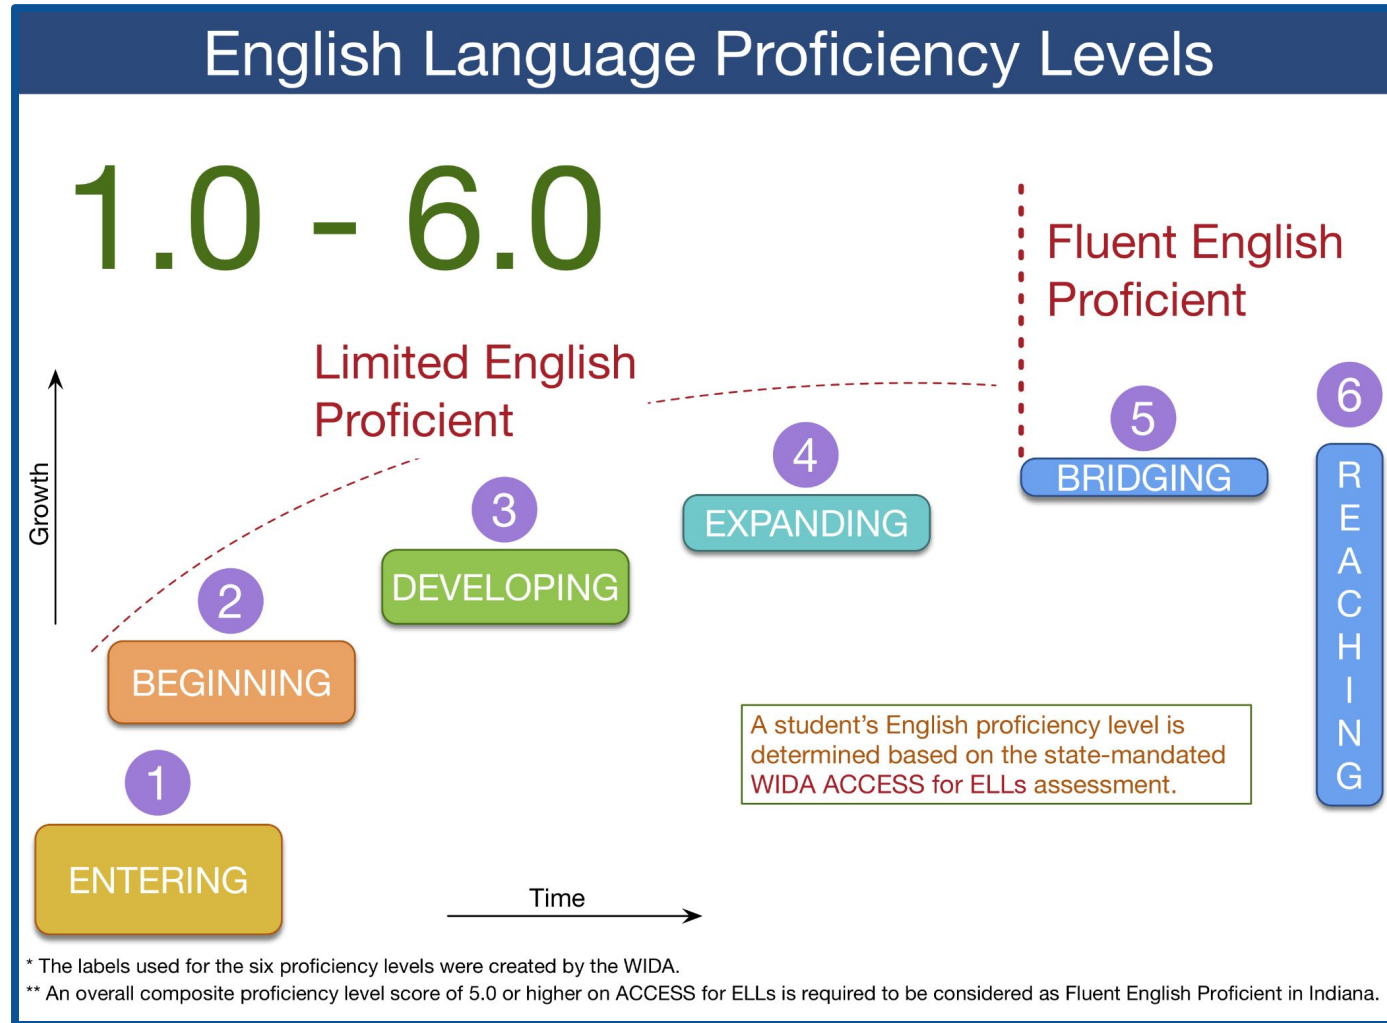 English Language Proficiency Levels
1.0 - 6.0
Fluent English
Proficient
Limited English
Proficient
Growth
1
ENTERING
2
BEGINNING
3
DEVELOPING
4
EXPANDING
5
BRIDGING
6
REACHING
A student's English proficiency level is
determined based on the state-mandated
WIDA ACCESS for ELLs assessment.
Time
* The labels used for the six proficiency levels were created by the WIDA.
** An overall composite proficiency level score of 5.0 or higher on ACCESS for ELLs is required to be considered as Fluent English Proficient in Indiana.